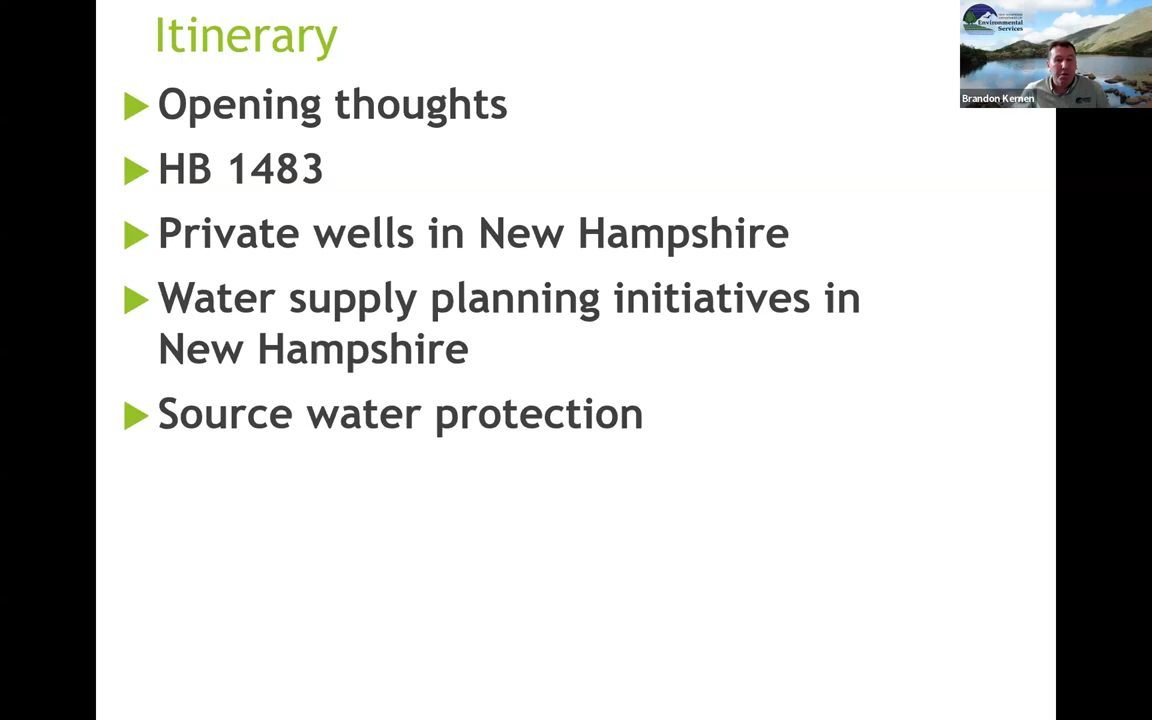 Itinerary
Opening thoughts
HB 1483
Private wells in New Hampshire
Water supply planning initiatives in
New Hampshire
Source water protection
Environmental
Services
Brandon Kernen